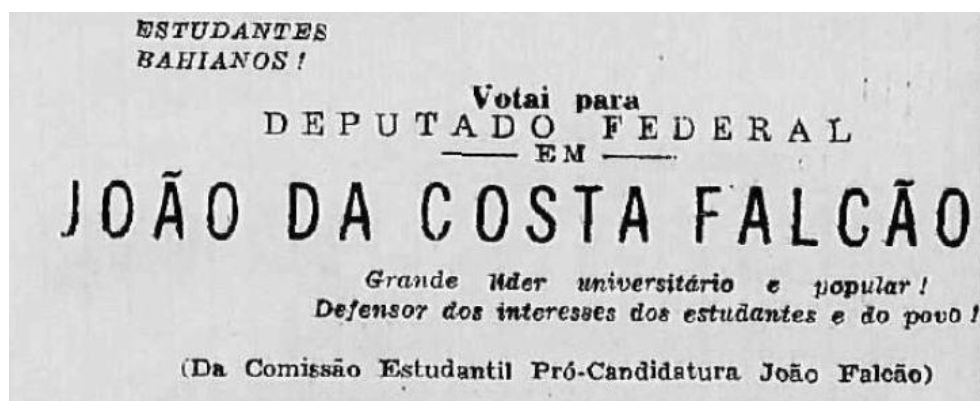 ESTUDANTES
BAHIANOS!
Votai para
DEPUTADO FEDERAL
EM
JOÃO DA COSTA FALCÃO
Grande líder universitário e popular!
Defensor dos interesses dos estudantes e do povo!
(Da Comissão Estudantil Pró-Candidatura João Falcão)